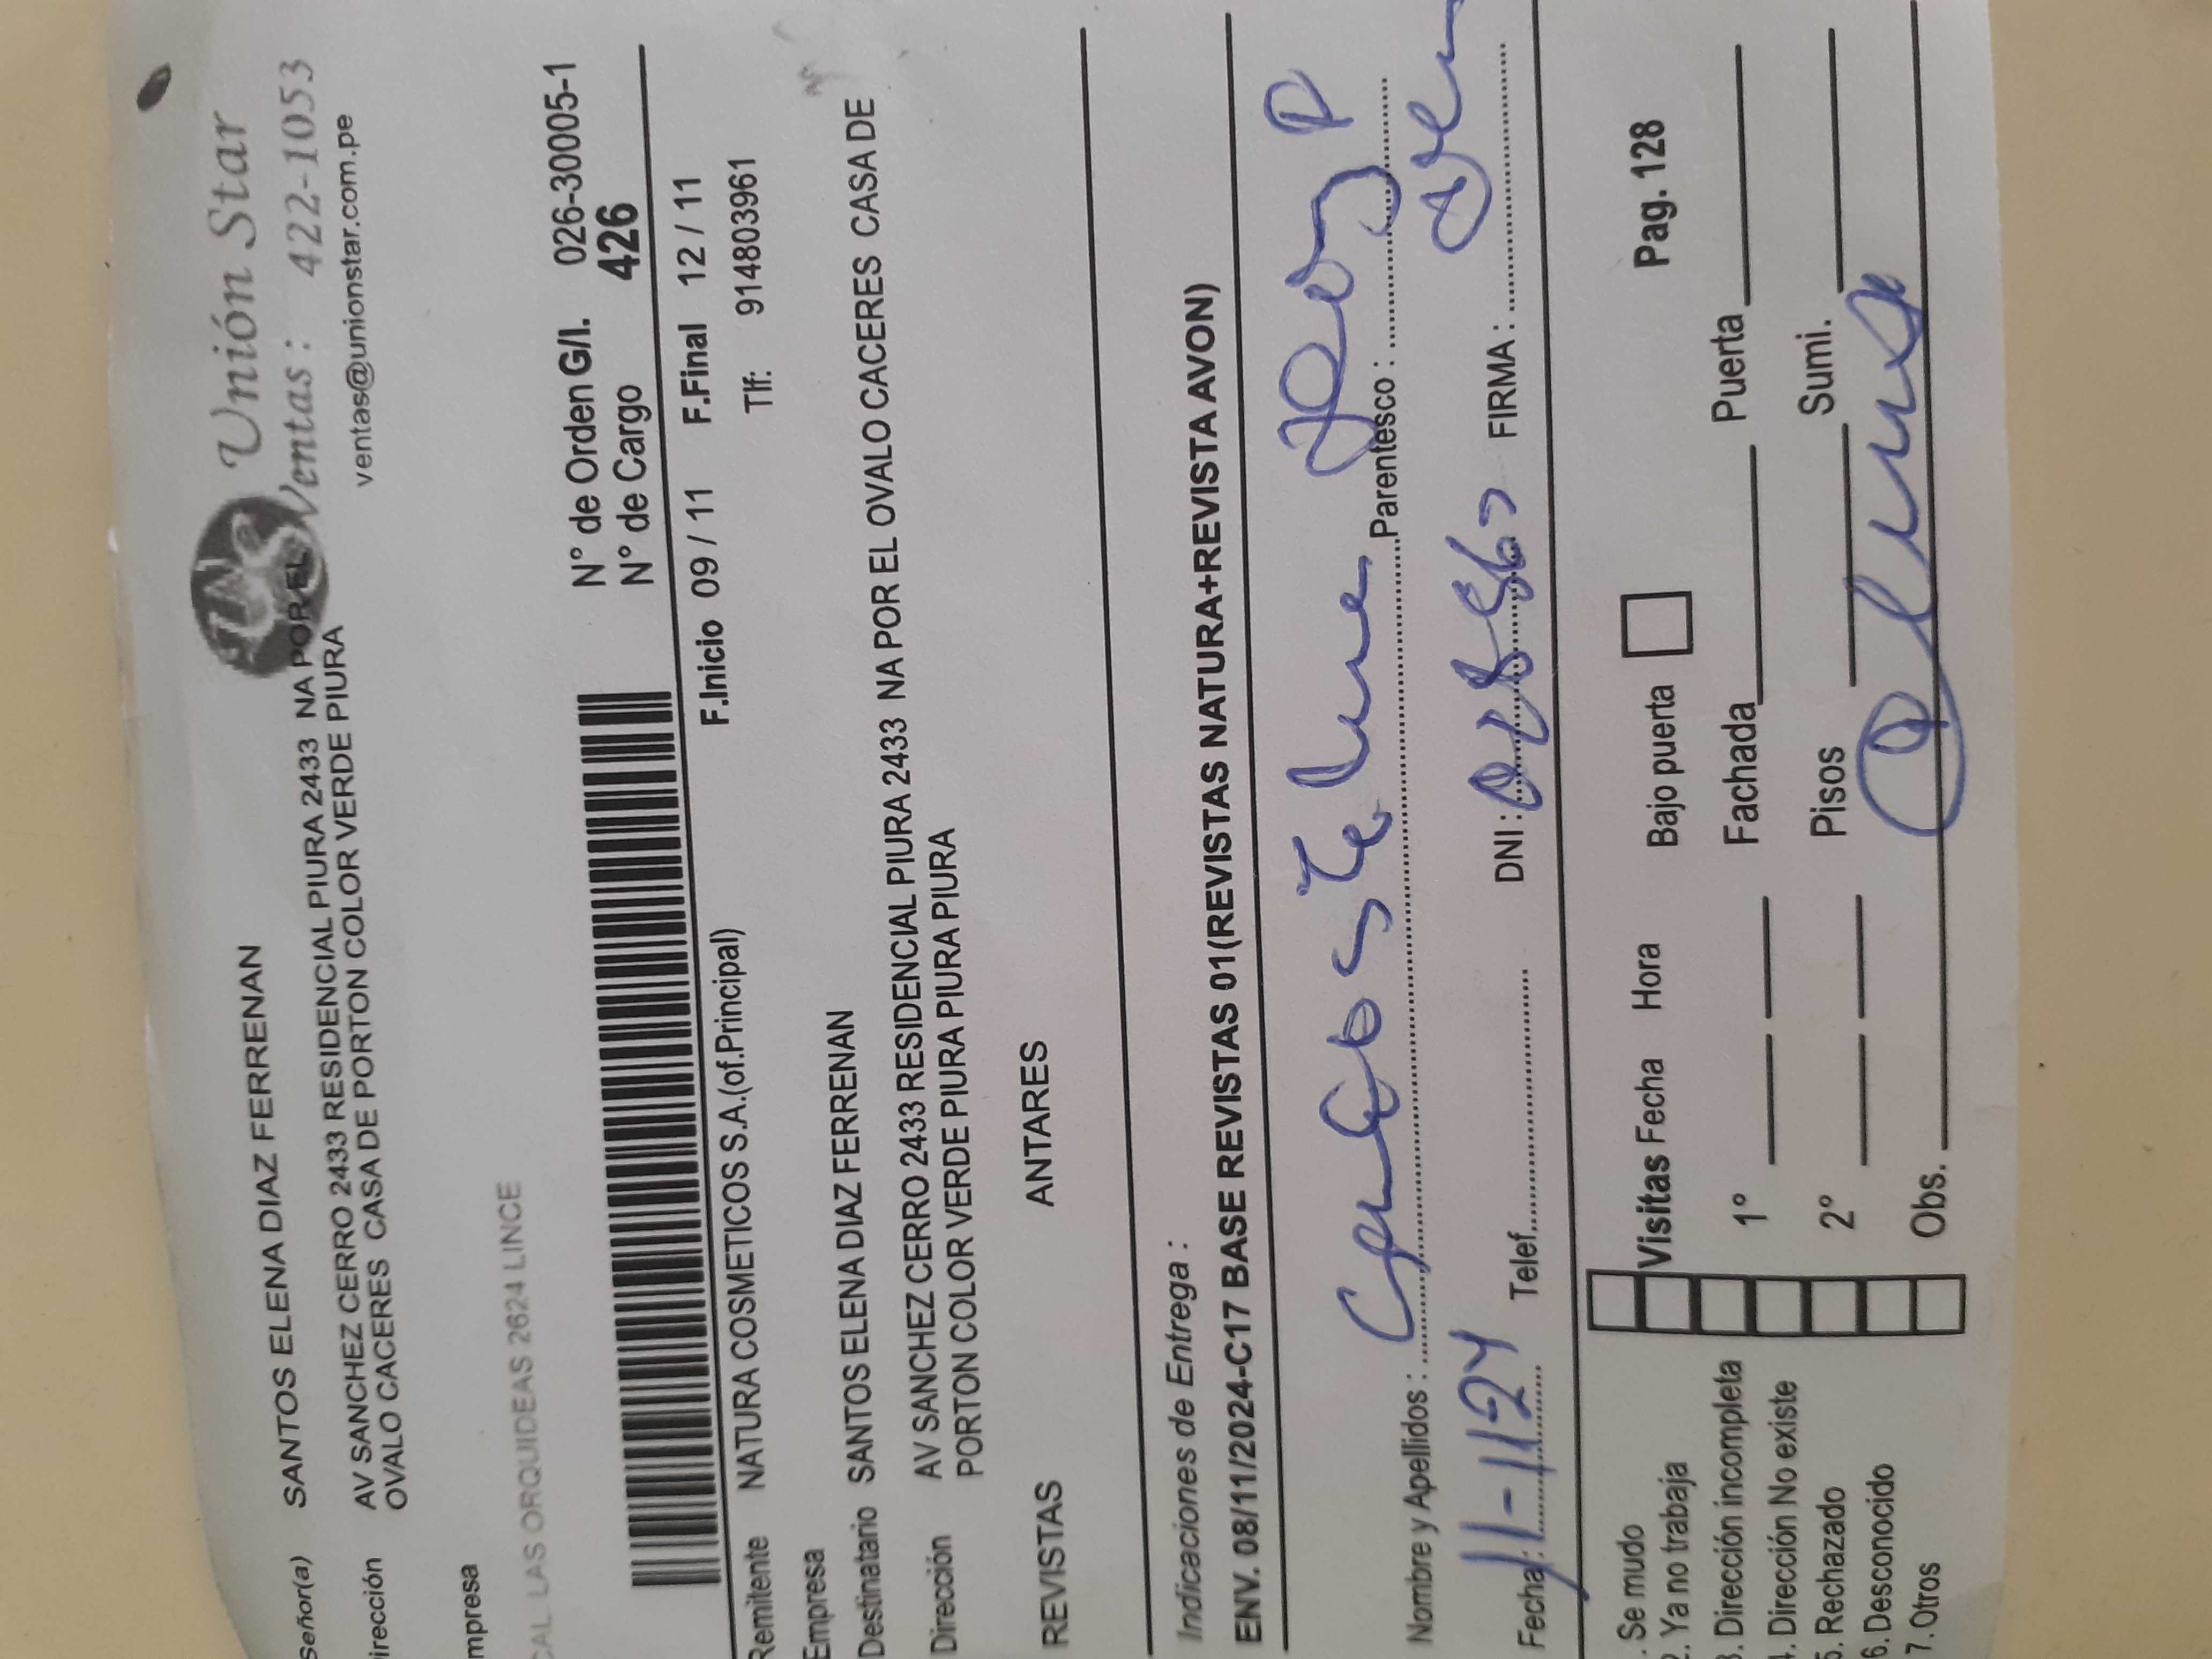 Unión Star
Ventas : 422-1053
ventas@unionstar.com.pe
Señor(a) SANTOS ELENA DIAZ FERRENAN
irección AV SANCHEZ CERRO 2433 RESIDENCIAL PIURA 2433 NA POR EL
OVALO CACERES CASA DE PORTON COLOR VERDE PIURA
mpresa
CAL. LAS ORQUIDEAS 2624 LINCE
N° de Orden G/I. 026-30005-1
N° de Cargo 426
F.Inicio 09 / 11 F.Final 12 / 11
Remitente NATURA COSMETICOS S.A.(of.Principal) Tlf: 914803961
Empresa
Destinatario SANTOS ELENA DIAZ FERRENAN
Dirección AV SANCHEZ CERRO 2433 RESIDENCIAL PIURA 2433 NA POR EL OVALO CACERES CASA DE
PORTON COLOR VERDE PIURA PIURA PIURA
REVISTAS ANTARES
Indicaciones de Entrega :
ENV. 08/11/2024-C17 BASE REVISTAS 01(REVISTAS NATURA+REVISTA AVON)
Nombre y Apellidos : Parentesco :
Fecha: 11-1124 Telef. DNI : FIRMA :
. Se mudo
2. Ya no trabaja Visitas Fecha Hora Bajo puerta Pag. 128
3. Dirección incompleta 1° Fachada Puerta
4. Dirección No existe
5. Rechazado 2° Pisos Sumi.
6. Desconocido
7. Otros Obs.